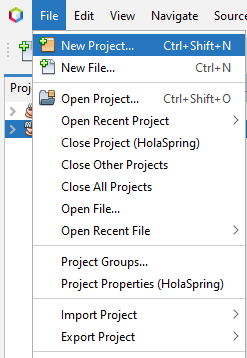 File Edit View Navigate Source
New Project... Ctrl+Shift+N
New File... Ctrl+N
Proj
Open Project... Ctrl+Shift+O
Open Recent Project
Close Project (HolaSpring)
Close Other Projects
Close All Projects
Open File...
Open Recent File
Project Groups...
Project Properties (HolaSpring)
Import Project
Export Project